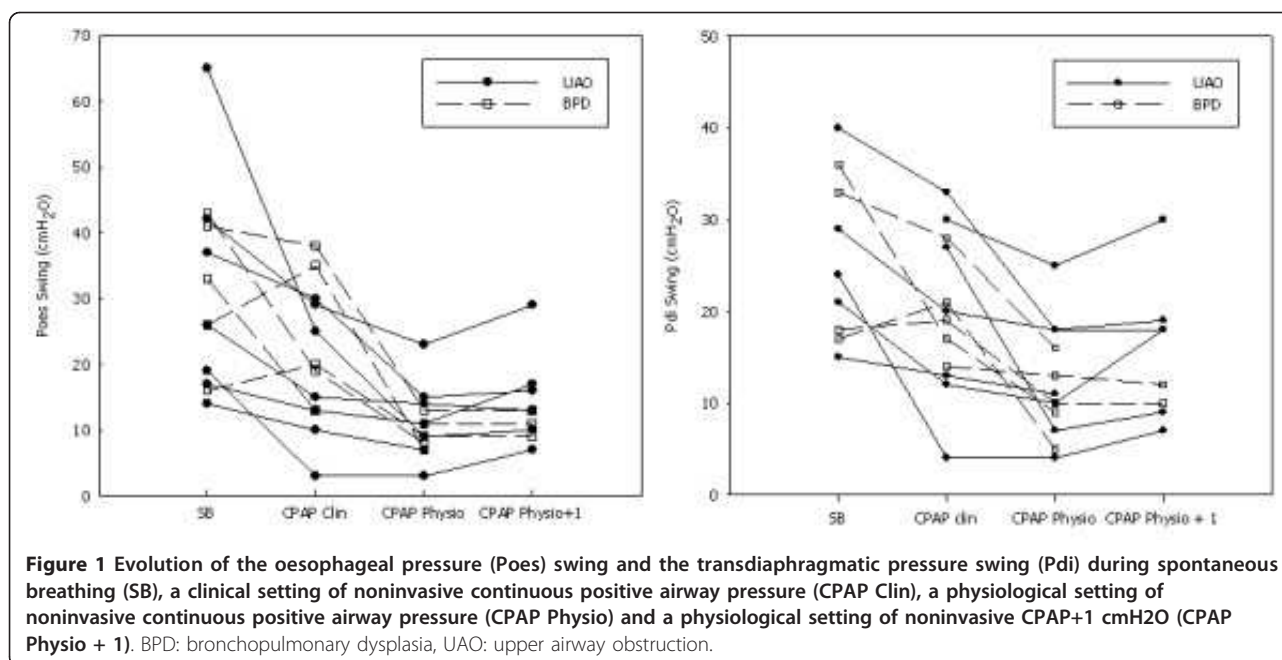 70
60
50
40
30
20
10
0
Poes Swing (cmH2O)
UAO
BPD
SB
CPAP Clin
CPAP Physio
CPAP Physio+1
50
40
30
20
10
0
Pdi Swing (cmH2O)
UAO
BPD
SB
CPAP clin
CPAP Physio
CPAP Physio + 1
Figure 1 Evolution of the oesophageal pressure (Poes) swing and the transdiaphragmatic pressure swing (Pdi) during spontaneous
breathing (SB), a clinical setting of noninvasive continuous positive airway pressure (CPAP Clin), a physiological setting of
noninvasive continuous positive airway pressure (CPAP Physio) and a physiological setting of noninvasive CPAP+1 cmH2O (CPAP
Physio + 1). BPD: bronchopulmonary dysplasia, UAO: upper airway obstruction.